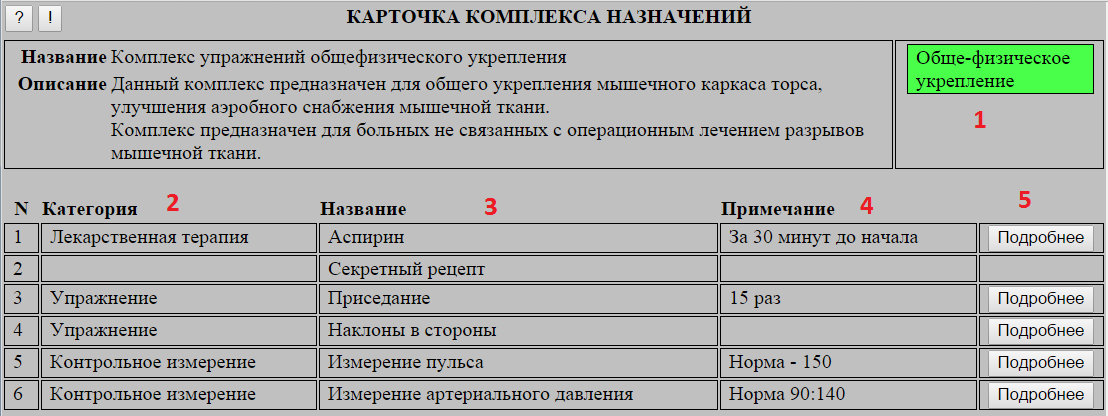 ? ! КАРТОЧКА КОМПЛЕКСА НАЗНАЧЕНИЙ
Название Комплекс упражнений общефизического укрепления
Описание Данный комплекс предназначен для общего укрепления мышечного каркаса торса,
улучшения аэробного снабжения мышечной ткани.
Комплекс предназначен для больных не связанных с операционным лечением разрывов
мышечной ткани.
Обще-физическое
укрепление
1
N Категория 2 Название 3 Примечание 4 5
1 Лекарственная терапия Аспирин За 30 минут до начала Подробнее
2 Секретный рецепт
3 Упражнение Приседание 15 раз Подробнее
4 Упражнение Наклоны в стороны Подробнее
5 Контрольное измерение Измерение пульса Норма - 150 Подробнее
6 Контрольное измерение Измерение артериального давления Норма 90:140 Подробнее